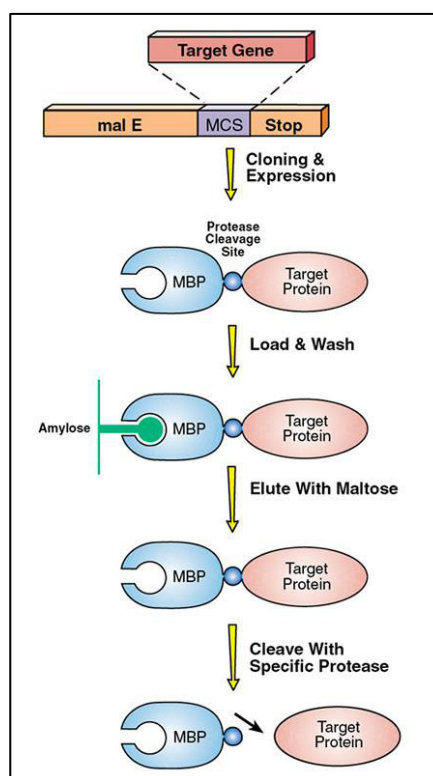 Target Gene
mal E MCS Stop
Cloning &
Expression
Protease
Cleavage
Site
MBP
Target
Protein
Load & Wash
Amylose
MBP
Target
Protein
Elute With Maltose
MBP
Target
Protein
Cleave With
Specific Protease
MBP
Target
Protein